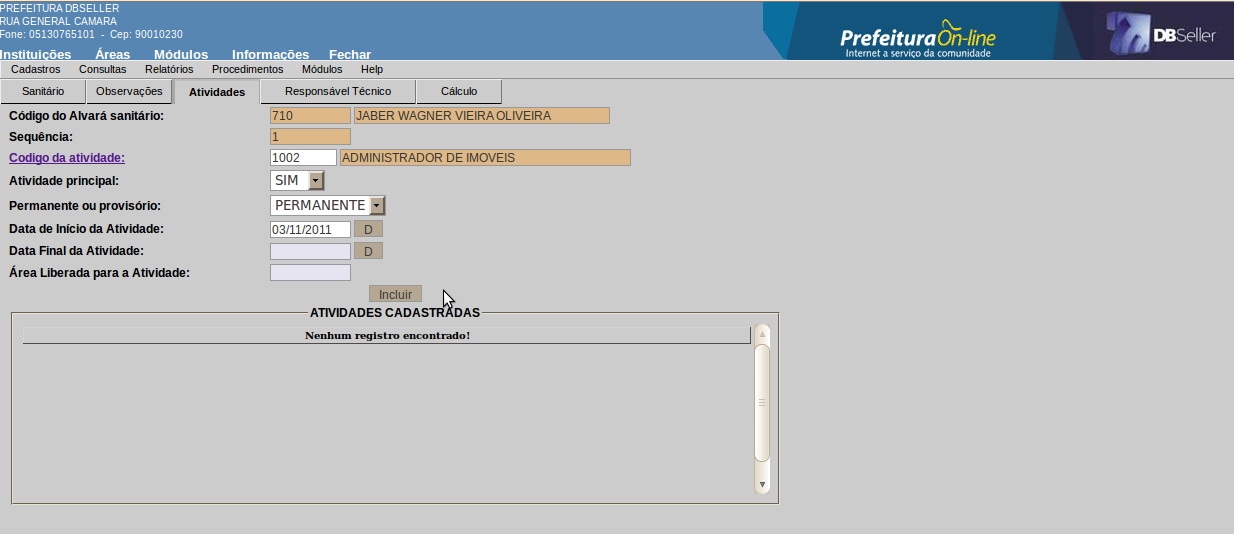 PREFEITURA DBSELLER
RUA GENERAL CAMARA
Fone: 05130765101 - Cep: 90010230
Instituições Áreas Módulos Informações Fechar
Prefeitura On-line
Internet a serviço da comunidade
DBSeller
Cadastros Consultas Relatórios Procedimentos Módulos Help
Sanitário Observações Atividades Responsável Técnico Cálculo
Código do Alvará sanitário: 710 JABER WAGNER VIEIRA OLIVEIRA
Sequência: 1
Codigo da atividade: 1002 ADMINISTRADOR DE IMOVEIS
Atividade principal: SIM
Permanente ou provisório: PERMANENTE
Data de Início da Atividade: 03/11/2011 D
Data Final da Atividade: D
Área Liberada para a Atividade:
Incluir
ATIVIDADES CADASTRADAS
Nenhum registro encontrado!